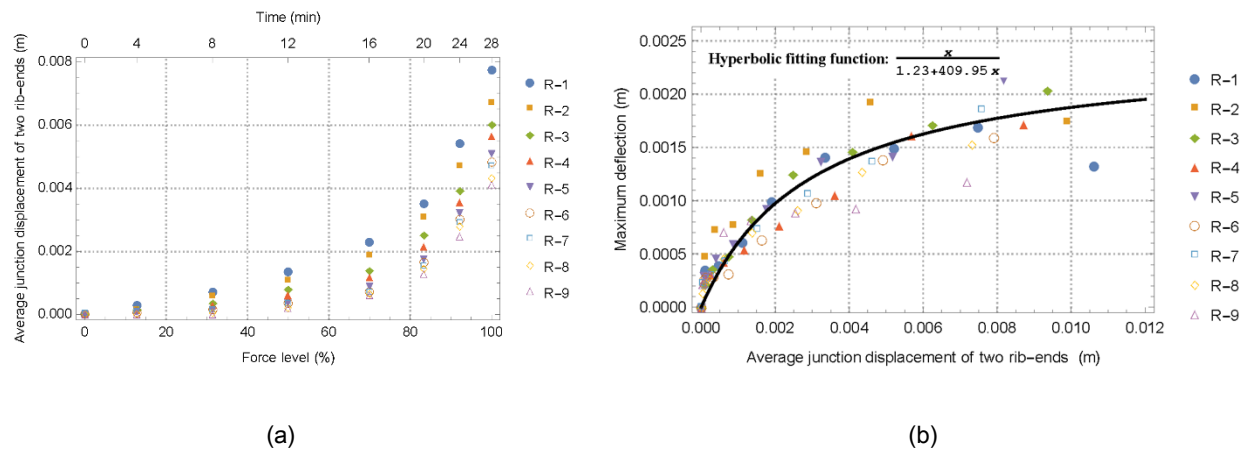 Time (min)
0 4 8 12 16 20 24 28
Average junction displacement of two rib-ends (m)
0.008
0.006
0.004
0.002
0.000
0 20 40 60 80 100
Force level (%)
R-1
R-2
R-3
R-4
R-5
R-6
R-7
R-8
R-9
(a)
Maximum deflection (m)
0.0025
0.0020
0.0015
0.0010
0.0005
0.0000
Hyperbolic fitting function: x
1.23+409.95 x
0.000 0.002 0.004 0.006 0.008 0.010 0.012
Average junction displacement of two rib-ends (m)
R-1
R-2
R-3
R-4
R-5
R-6
R-7
R-8
R-9
(b)